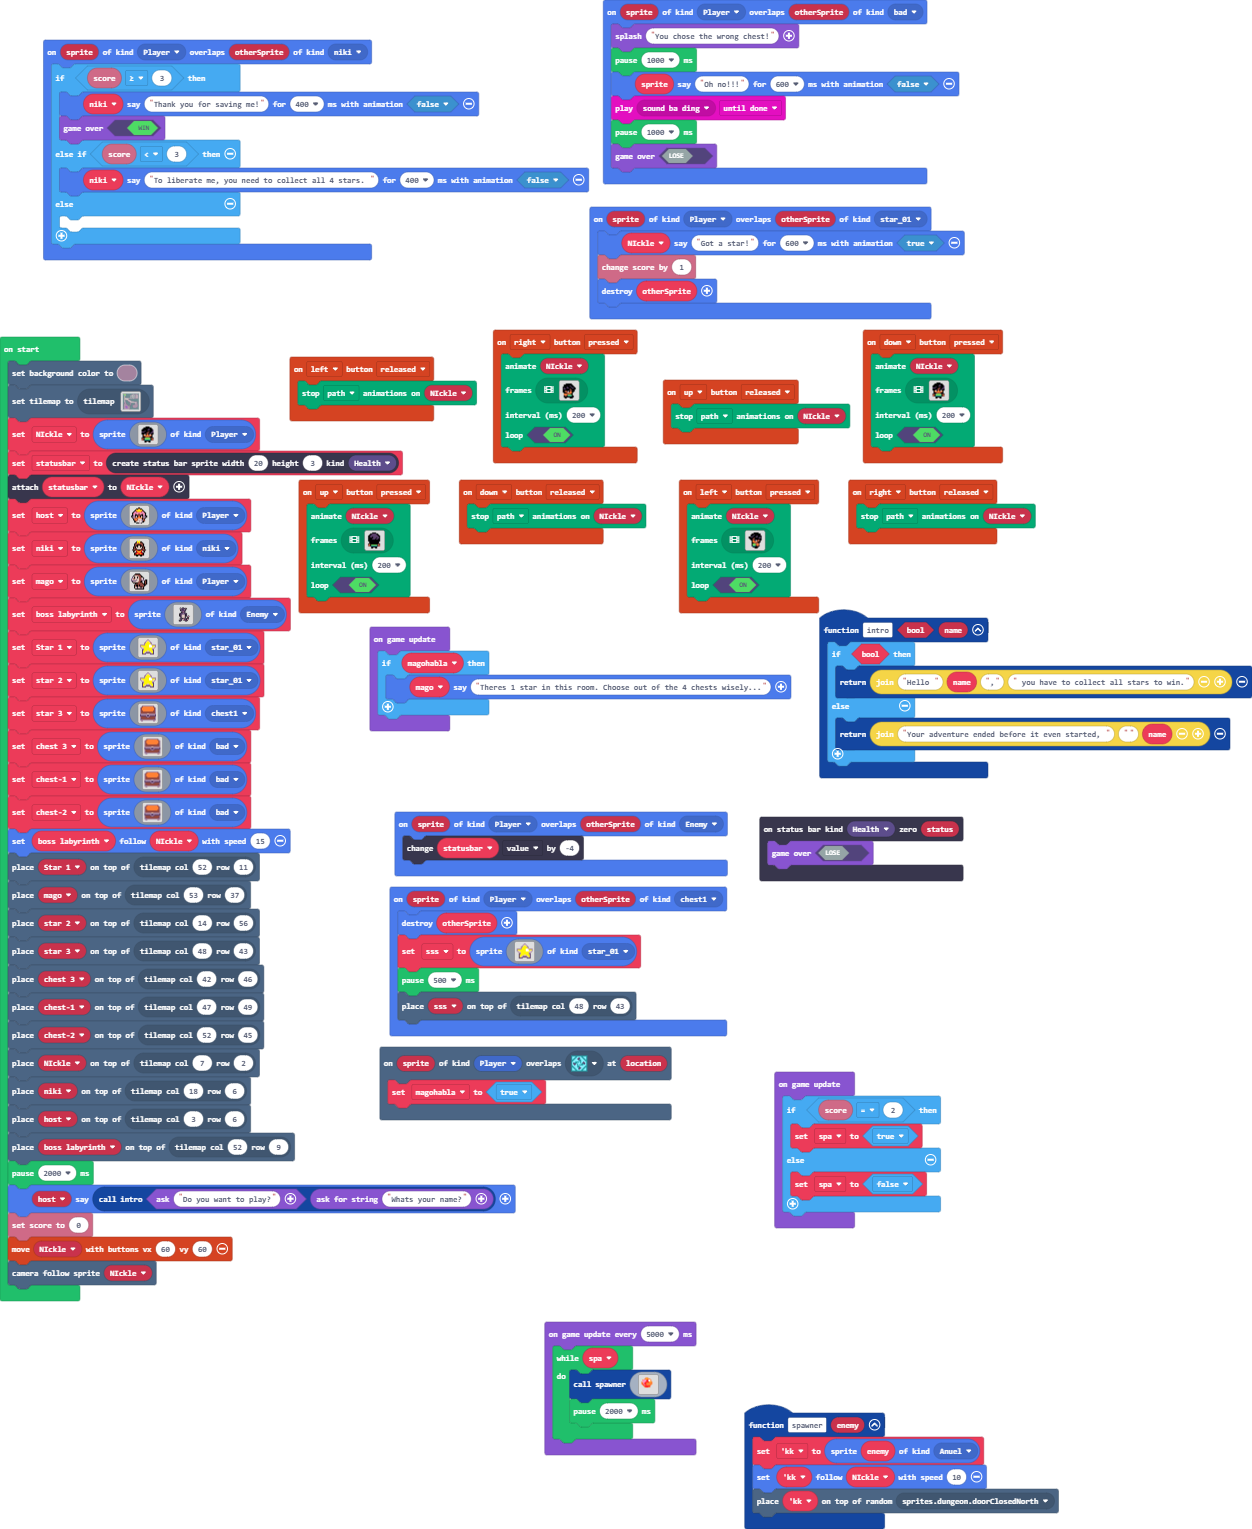 on sprite of kind Player overlaps otherSprite of kind bad
splash "You chose the wrong chest!"
pause 1000 ms
sprite say "Oh no!!!" for 600 ms with animation false
play sound ba ding until done
pause 1000 ms
game over LOSE
on sprite of kind Player overlaps otherSprite of kind niki
if score ≥ 3 then
niki say "Thank you for saving me!" for 400 ms with animation false
game over WIN
else if score < 3 then
niki say "To liberate me, you need to collect all 4 stars. " for 400 ms with animation false
else
on sprite of kind Player overlaps otherSprite of kind star_01
NIckle say "Got a star!" for 600 ms with animation true
change score by 1
destroy otherSprite
on start
set background color to
set tilemap to tilemap
set NIckle to sprite of kind Player
set statusbar to create status bar sprite width 20 height 3 kind Health
attach statusbar to NIckle
set host to sprite of kind Player
set niki to sprite of kind niki
set mago to sprite of kind Player
set boss labyrinth to sprite of kind Enemy
set Star 1 to sprite of kind star_01
set star 2 to sprite of kind star_01
set star 3 to sprite of kind chest1
set chest 3 to sprite of kind bad
set chest-1 to sprite of kind bad
set chest-2 to sprite of kind bad
set boss labyrinth follow NIckle with speed 15
place Star 1 on top of tilemap col 52 row 11
place mago on top of tilemap col 53 row 37
place star 2 on top of tilemap col 14 row 56
place star 3 on top of tilemap col 48 row 43
place chest 3 on top of tilemap col 42 row 46
place chest-1 on top of tilemap col 47 row 49
place chest-2 on top of tilemap col 52 row 45
place NIckle on top of tilemap col 7 row 2
place niki on top of tilemap col 18 row 6
place host on top of tilemap col 3 row 6
place boss labyrinth on top of tilemap col 52 row 9
pause 2000 ms
host say call intro ask "Do you want to play?" ask for string "Whats your name?"
set score to 0
move NIckle with buttons vx 60 vy 60
camera follow sprite NIckle
on left button released
stop path animations on NIckle
on right button pressed
animate NIckle
frames
interval (ms) 200
loop ON
on up button released
stop path animations on NIckle
on down button pressed
animate NIckle
frames
interval (ms) 200
loop ON
on up button pressed
animate NIckle
frames
interval (ms) 200
loop ON
on down button released
stop path animations on NIckle
on left button pressed
animate NIckle
frames
interval (ms) 200
loop ON
on right button released
stop path animations on NIckle
on game update
if magohabla then
mago say "Theres 1 star in this room. Choose out of the 4 chests wisely..."
function intro bool name
if bool then
return join "Hello " name "," " you have to collect all stars to win."
else
return join "Your adventure ended before it even started, " "" name
on sprite of kind Player overlaps otherSprite of kind Enemy
change statusbar value by -4
on status bar kind Health zero status
game over LOSE
on sprite of kind Player overlaps otherSprite of kind chest1
destroy otherSprite
set sss to sprite of kind star_01
pause 500 ms
place sss on top of tilemap col 48 row 43
on sprite of kind Player overlaps at location
set magohabla to true
on game update
if score = 2 then
set spa to true
else
set spa to false
on game update every 5000 ms
while spa
do
call spawner
pause 2000 ms
function spawner enemy
set 'kk to sprite enemy of kind Anuel
set 'kk follow NIckle with speed 10
place 'kk on top of random sprites.dungeon.doorClosedNorth